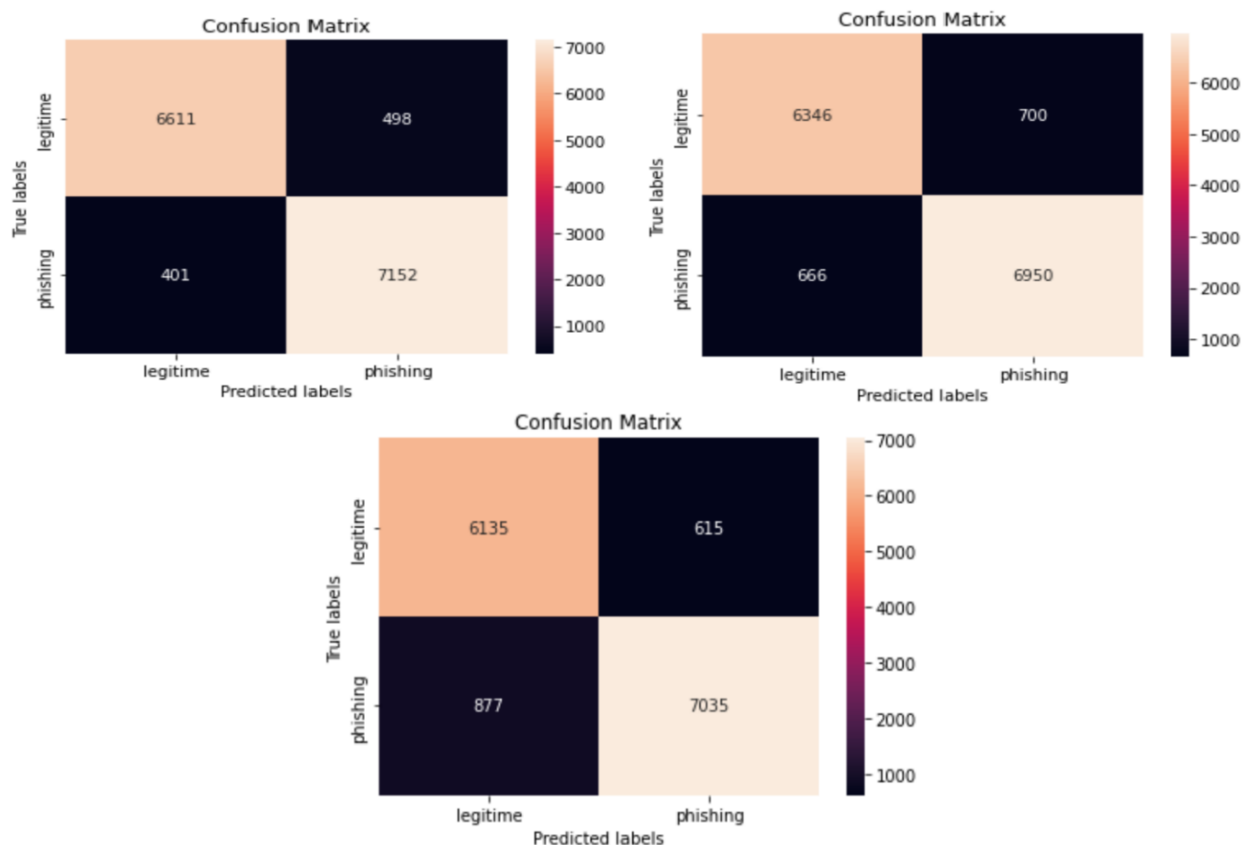 Confusion Matrix
True labels
legitime
phishing
6611
498
401
7152
legitime
phishing
Predicted labels
7000
6000
5000
4000
3000
2000
1000
Confusion Matrix
True labels
legitime
phishing
6346
700
666
6950
legitime
phishing
Predicted labels
6000
5000
4000
3000
2000
1000
Confusion Matrix
True labels
legitime
phishing
6135
615
877
7035
legitime
phishing
Predicted labels
7000
6000
5000
4000
3000
2000
1000